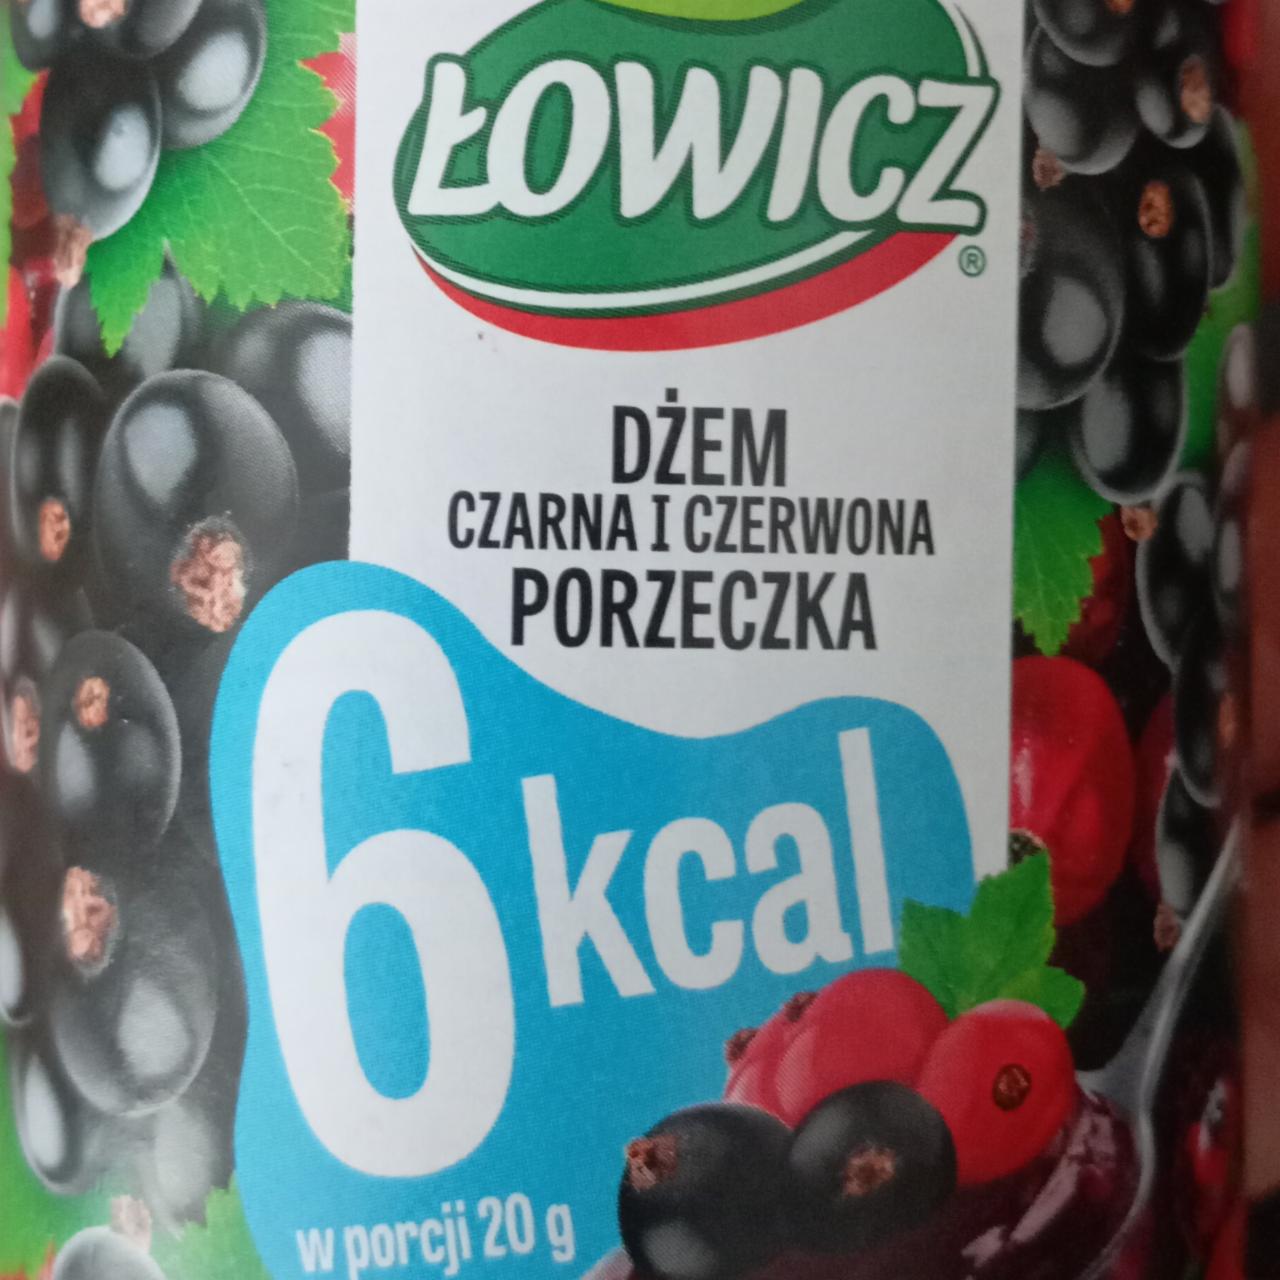 ŁOWICZ
®
DŻEM
CZARNA I CZERWONA
PORZECZKA
6 kcal
w porcji 20 g